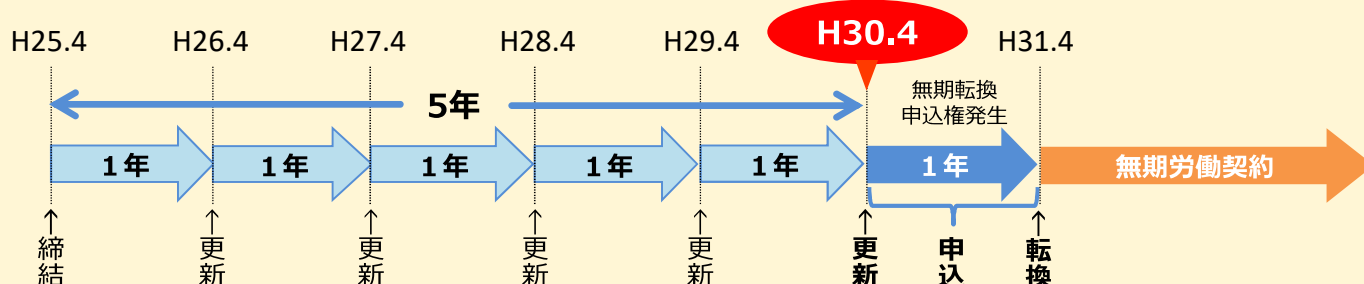 H25.4 H26.4 H27.4 H28.4 H29.4 H30.4 H31.4
5年
無期転換
申込権発生
1年 1年 1年 1年 1年 1年 無期労働契約
↑締結 ↑更新 ↑更新 ↑更新 ↑更新 ↑更新 申込 ↑転換